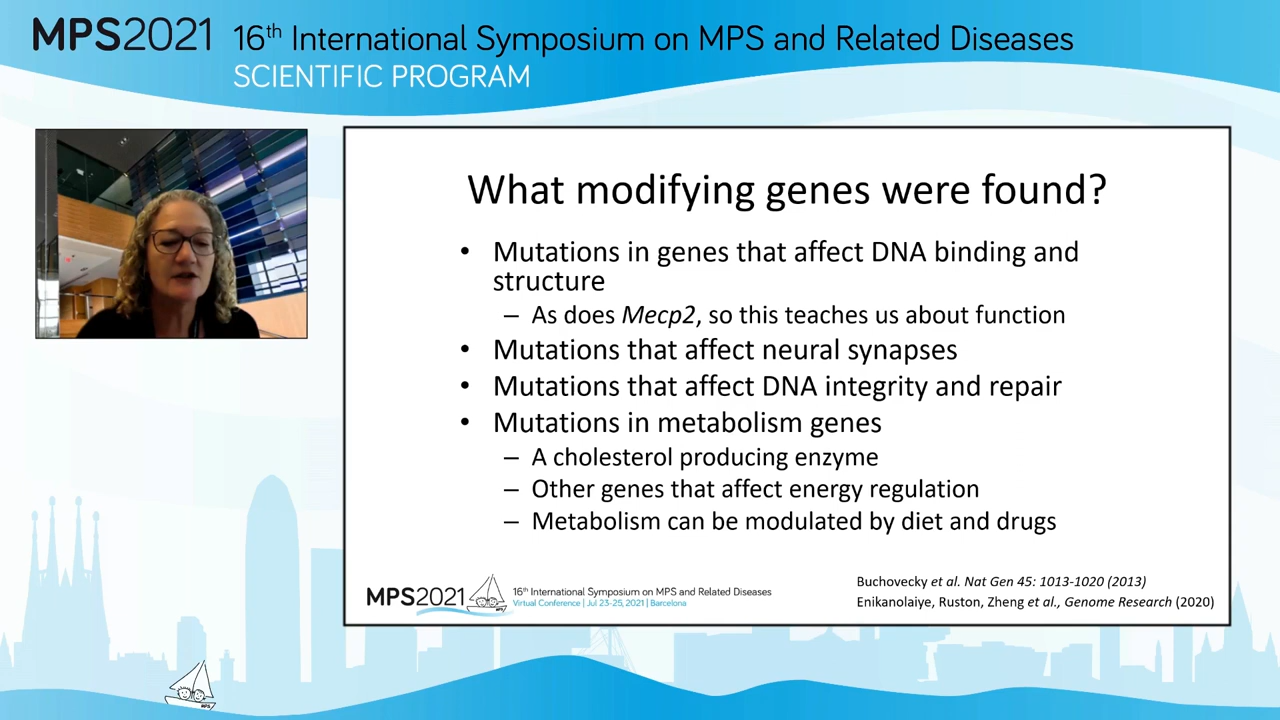 MPS2021 16th International Symposium on MPS and Related Diseases
SCIENTIFIC PROGRAM
What modifying genes were found?
• Mutations in genes that affect DNA binding and
structure
– As does Mecp2, so this teaches us about function
• Mutations that affect neural synapses
• Mutations that affect DNA integrity and repair
• Mutations in metabolism genes
– A cholesterol producing enzyme
– Other genes that affect energy regulation
– Metabolism can be modulated by diet and drugs
Buchovecky et al. Nat Gen 45: 1013-1020 (2013)
Enikanolaiye, Ruston, Zheng et al., Genome Research (2020)
MPS2021 16th International Symposium on MPS and Related Diseases
Virtual Conference | Jul 23-25, 2021 | Barcelona
MPS
MPS